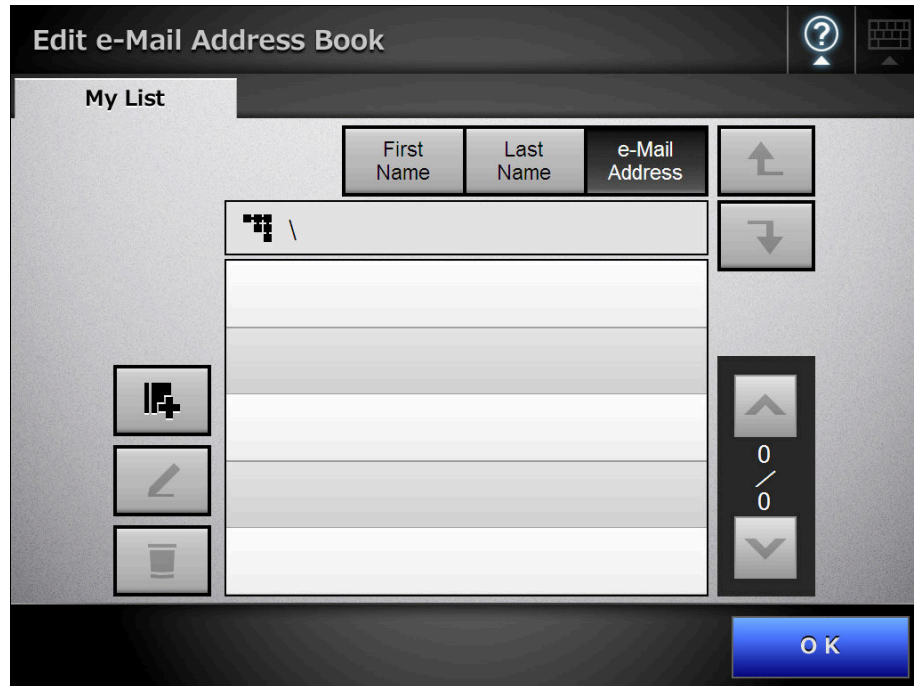 Edit e-Mail Address Book
?
My List
First
Name
Last
Name
e-Mail
Address
\
0
/
0
OK